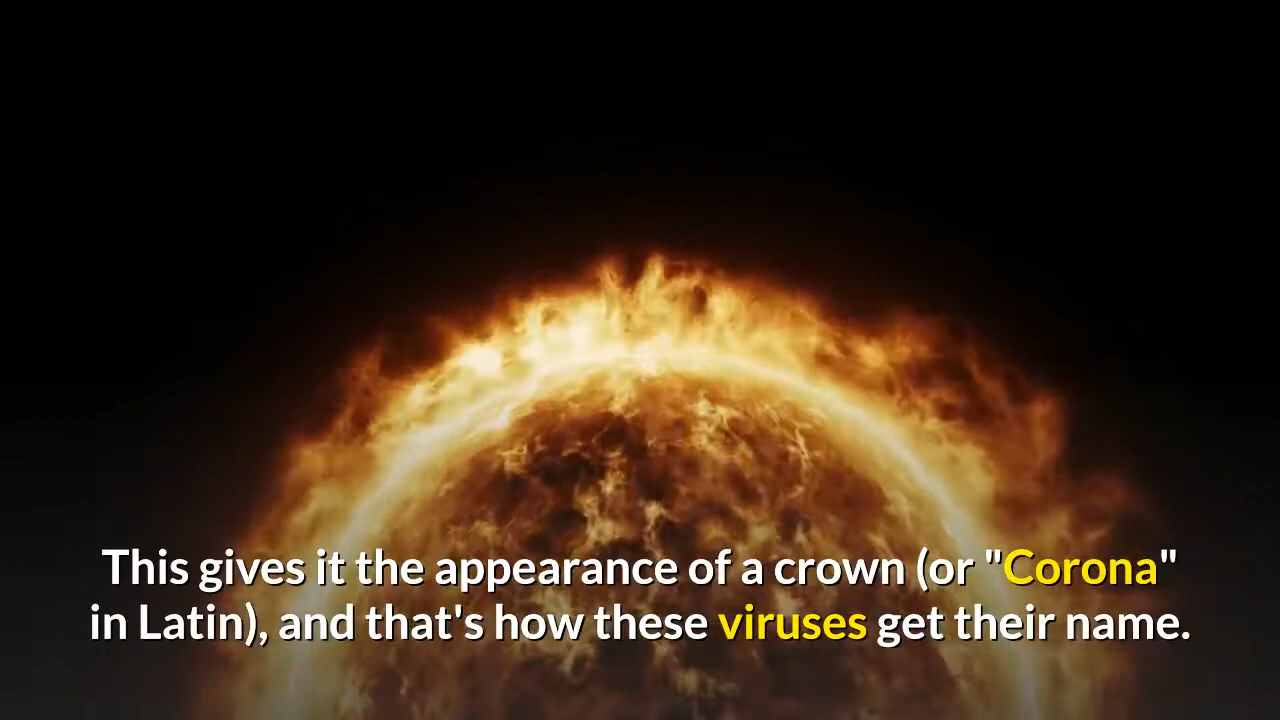 This gives it the appearance of a crown (or "Corona"
in Latin), and that's how these viruses get their name.